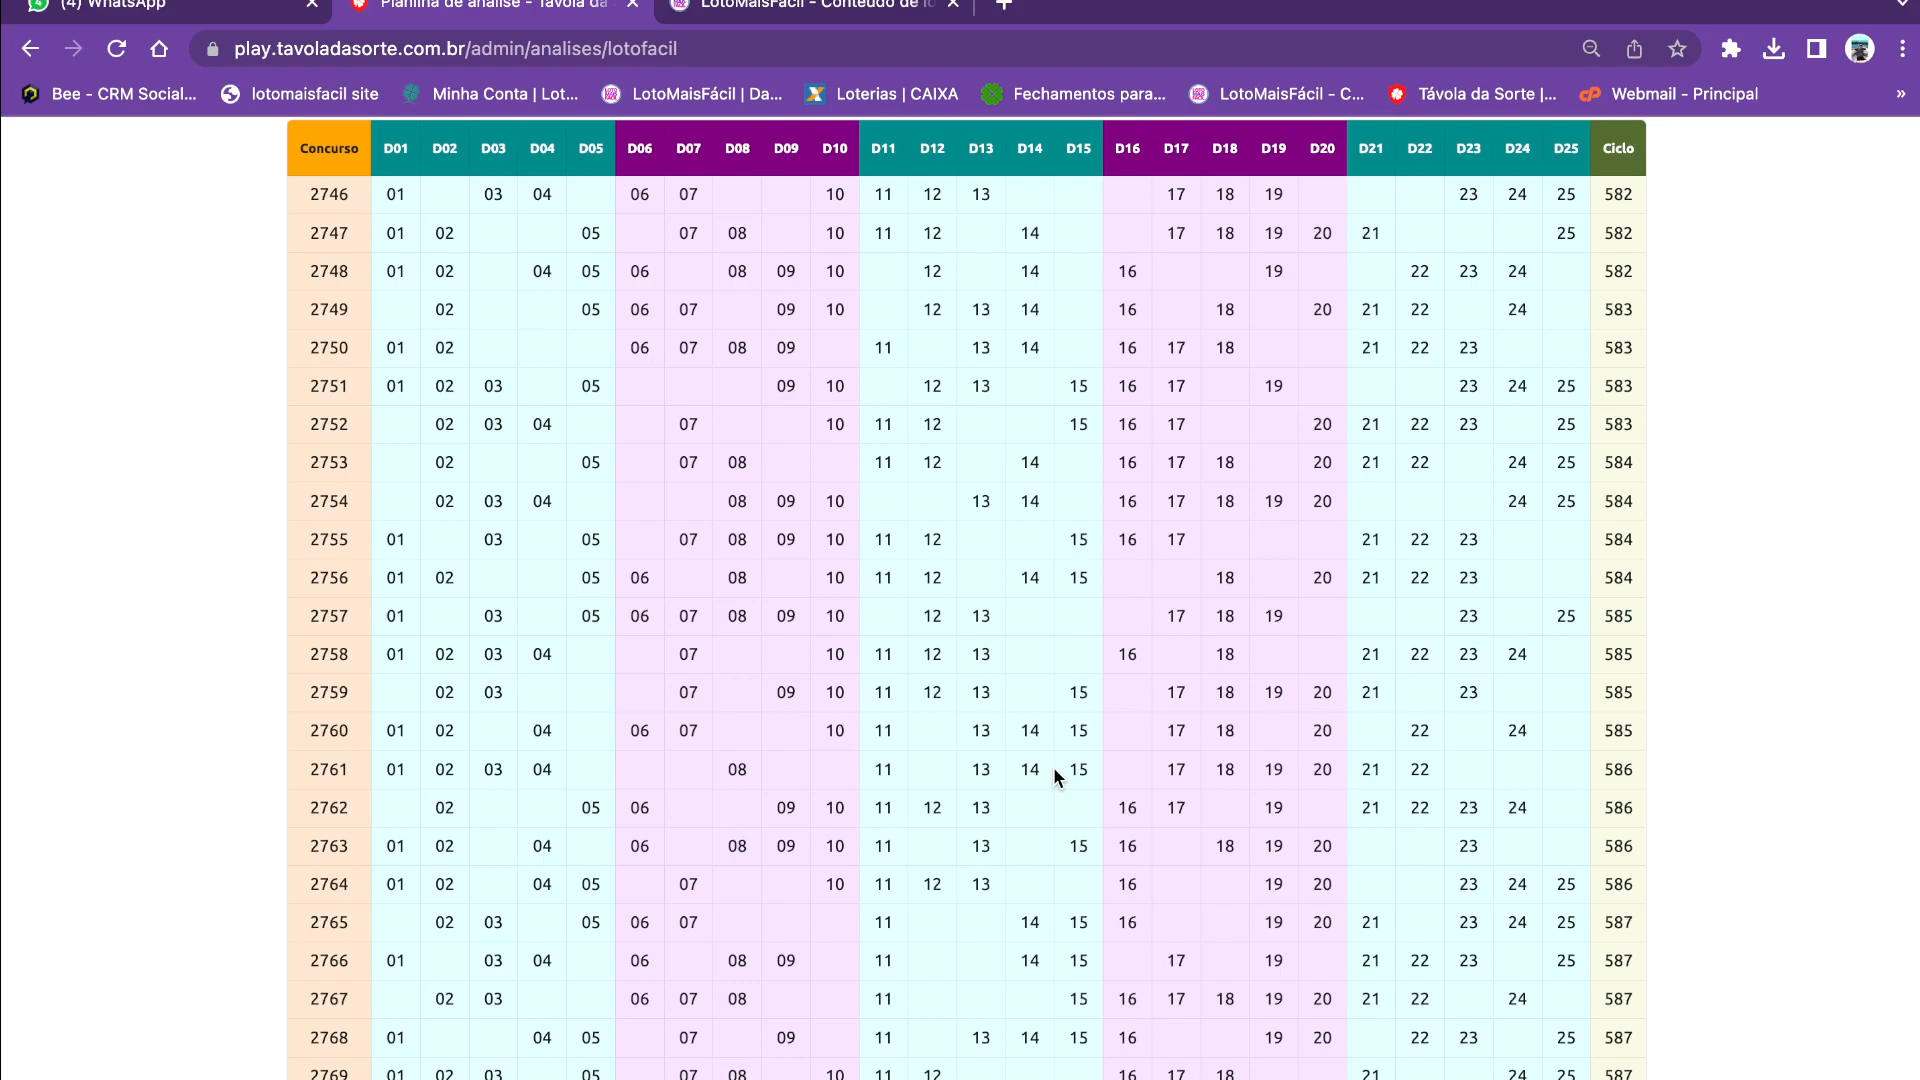 (4) WhatsApp
Planilha de análise - Távola da
LotoMaisFácil - Conteúdo de lo
play.tavoladasorte.com.br/admin/analises/lotofacil
Bee - CRM Social... lotomaisfacil site Minha Conta | Lot... LotoMaisFácil | Da... Loterias | CAIXA Fechamentos para... LotoMaisFácil - C... Távola da Sorte |... Webmail - Principal »
Concurso D01 D02 D03 D04 D05 D06 D07 D08 D09 D10 D11 D12 D13 D14 D15 D16 D17 D18 D19 D20 D21 D22 D23 D24 D25 Ciclo
2746 01 03 04 06 07 10 11 12 13 17 18 19 23 24 25 582
2747 01 02 05 07 08 10 11 12 14 17 18 19 20 21 25 582
2748 01 02 04 05 06 08 09 10 12 14 16 19 22 23 24 582
2749 02 05 06 07 09 10 12 13 14 16 18 20 21 22 24 583
2750 01 02 06 07 08 09 11 13 14 16 17 18 21 22 23 583
2751 01 02 03 05 09 10 12 13 15 16 17 19 23 24 25 583
2752 02 03 04 07 10 11 12 15 16 17 20 21 22 23 25 583
2753 02 05 07 08 11 12 14 16 17 18 20 21 22 24 25 584
2754 02 03 04 08 09 10 13 14 16 17 18 19 20 24 25 584
2755 01 03 05 07 08 09 10 11 12 15 16 17 21 22 23 584
2756 01 02 05 06 08 10 11 12 14 15 18 20 21 22 23 584
2757 01 03 05 06 07 08 09 10 12 13 17 18 19 23 25 585
2758 01 02 03 04 07 10 11 12 13 16 18 21 22 23 24 585
2759 02 03 07 09 10 11 12 13 15 17 18 19 20 21 23 585
2760 01 02 04 06 07 10 11 13 14 15 17 18 20 22 24 585
2761 01 02 03 04 08 11 13 14 15 17 18 19 20 21 22 586
2762 02 05 06 09 10 11 12 13 16 17 19 21 22 23 24 586
2763 01 02 04 06 08 09 10 11 13 15 16 18 19 20 23 586
2764 01 02 04 05 07 10 11 12 13 16 19 20 23 24 25 586
2765 02 03 05 06 07 11 14 15 16 19 20 21 23 24 25 587
2766 01 03 04 06 08 09 11 14 15 17 19 21 22 23 25 587
2767 02 03 06 07 08 11 15 16 17 18 19 20 21 22 24 587
2768 01 04 05 07 09 11 13 14 15 16 19 20 22 23 25 587
2769 01 02 03 05 07 08 10 11 12 16 17 18 21 24 25 587